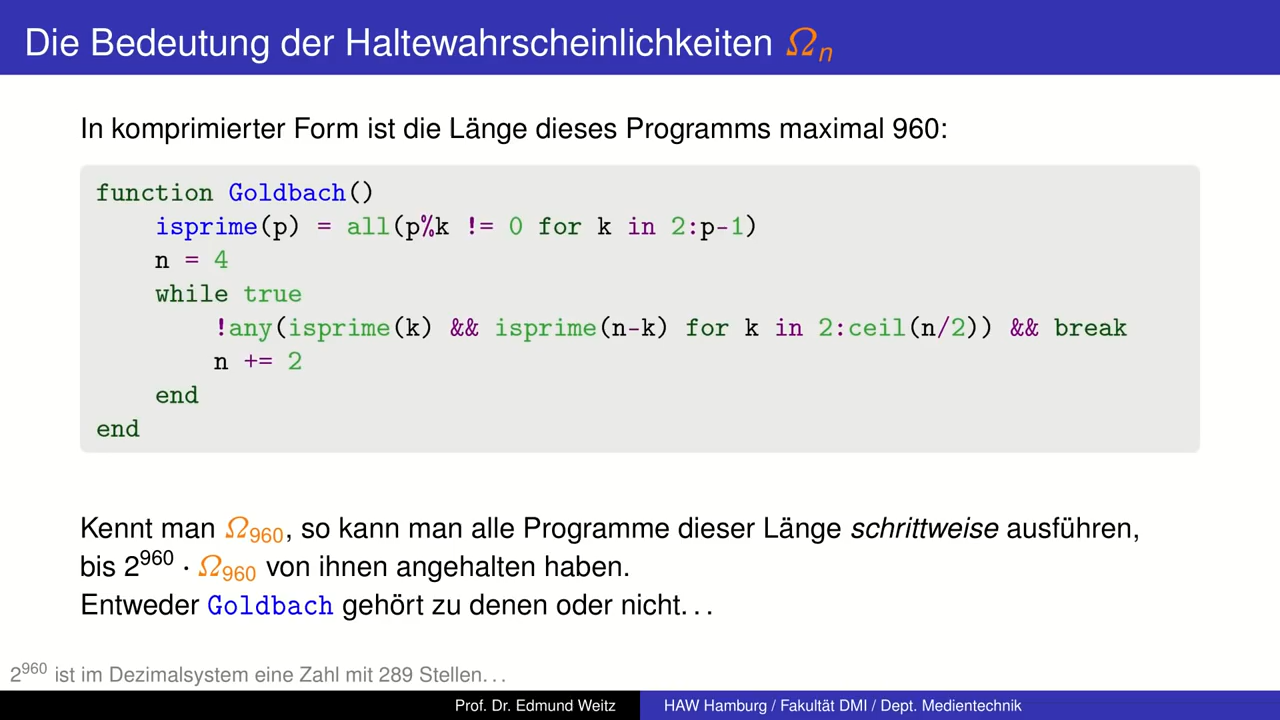 Die Bedeutung der Haltewahrscheinlichkeiten Ωₙ
In komprimierter Form ist die Länge dieses Programms maximal 960:
function Goldbach()
    isprime(p) = all(p%k != 0 for k in 2:p-1)
    n = 4
    while true
        !any(isprime(k) && isprime(n-k) for k in 2:ceil(n/2)) && break
        n += 2
    end
end
Kennt man Ω₉₆₀, so kann man alle Programme dieser Länge schrittweise ausführen,
bis 2⁹⁶⁰ · Ω₉₆₀ von ihnen angehalten haben.
Entweder Goldbach gehört zu denen oder nicht...
2⁹⁶⁰ ist im Dezimalsystem eine Zahl mit 289 Stellen...
Prof. Dr. Edmund Weitz HAW Hamburg / Fakultät DMI / Dept. Medientechnik